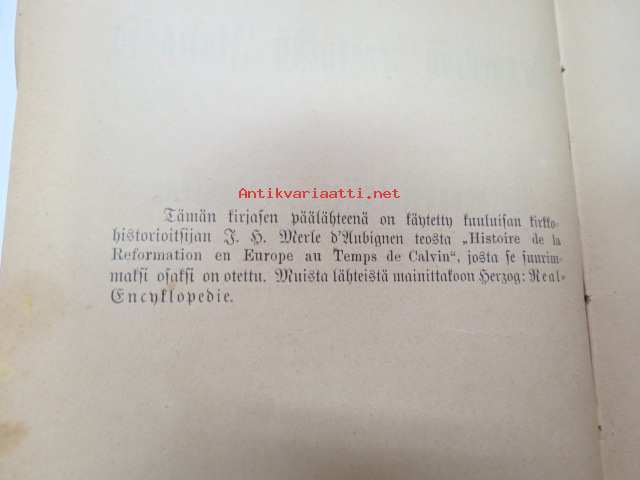 Antikvariaatti.net
Tämän kirjasen päälähteenä on käytetty kuuluisan kirkko-
historioitsijan J. H. Merle d'Aubignen teosta „Histoire de la
Reformation en Europe au Temps de Calvin“, josta se suurim-
maksi osaksi on otettu. Muista lähteistä mainittakoon Herzog: Real-
Encyklopedie.